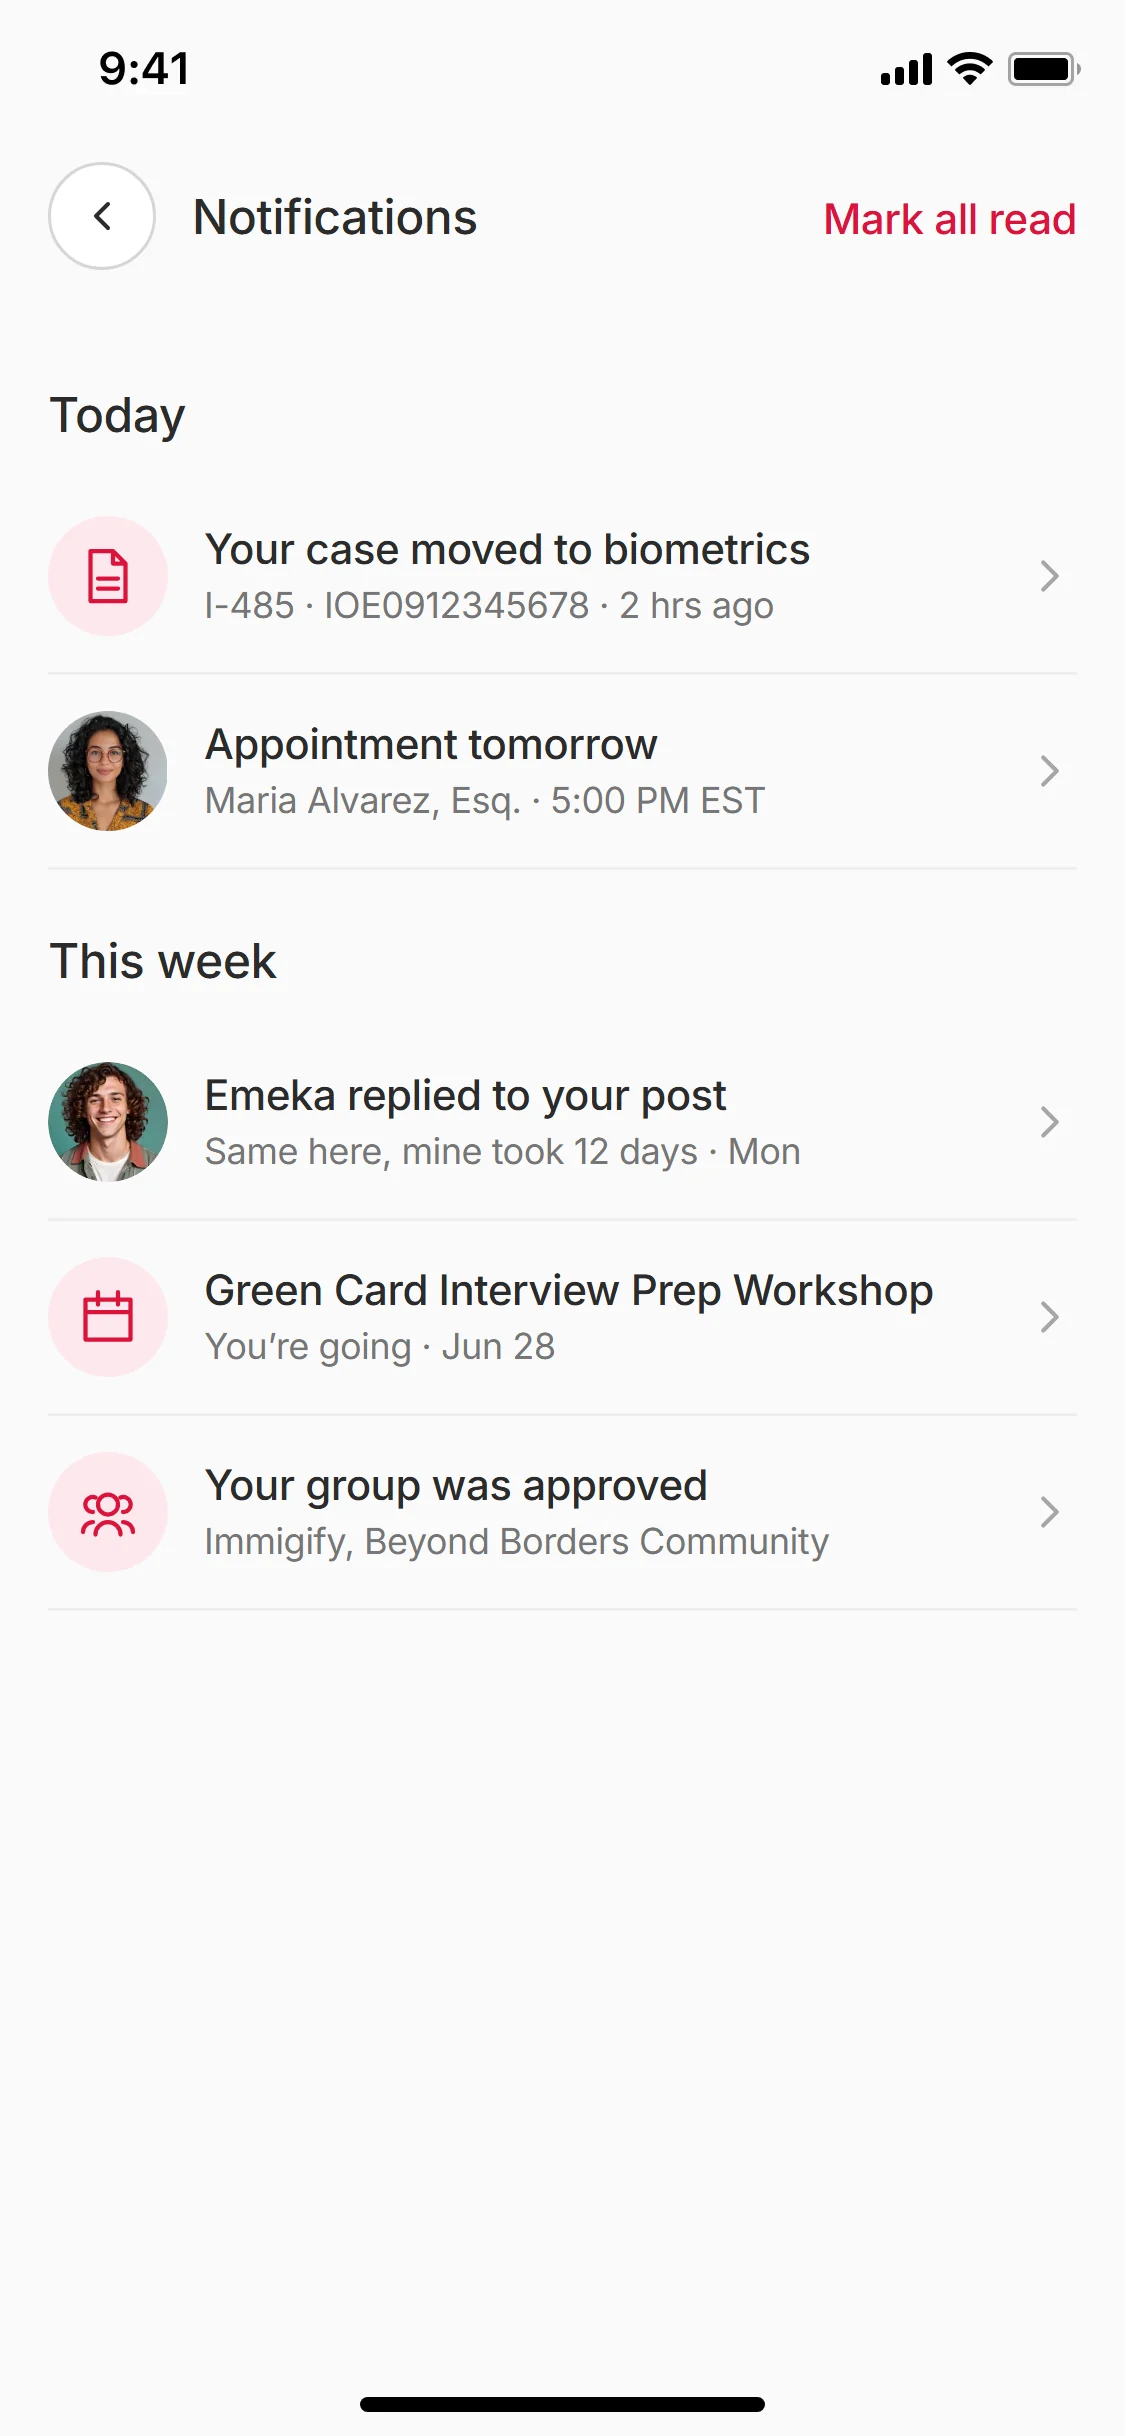 9:41
Notifications
Mark all read
Today
Your case moved to biometrics
I-485 · IOE0912345678 · 2 hrs ago
Appointment tomorrow
Maria Alvarez, Esq. · 5:00 PM EST
This week
Emeka replied to your post
Same here, mine took 12 days · Mon
Green Card Interview Prep Workshop
You’re going · Jun 28
Your group was approved
Immigify, Beyond Borders Community